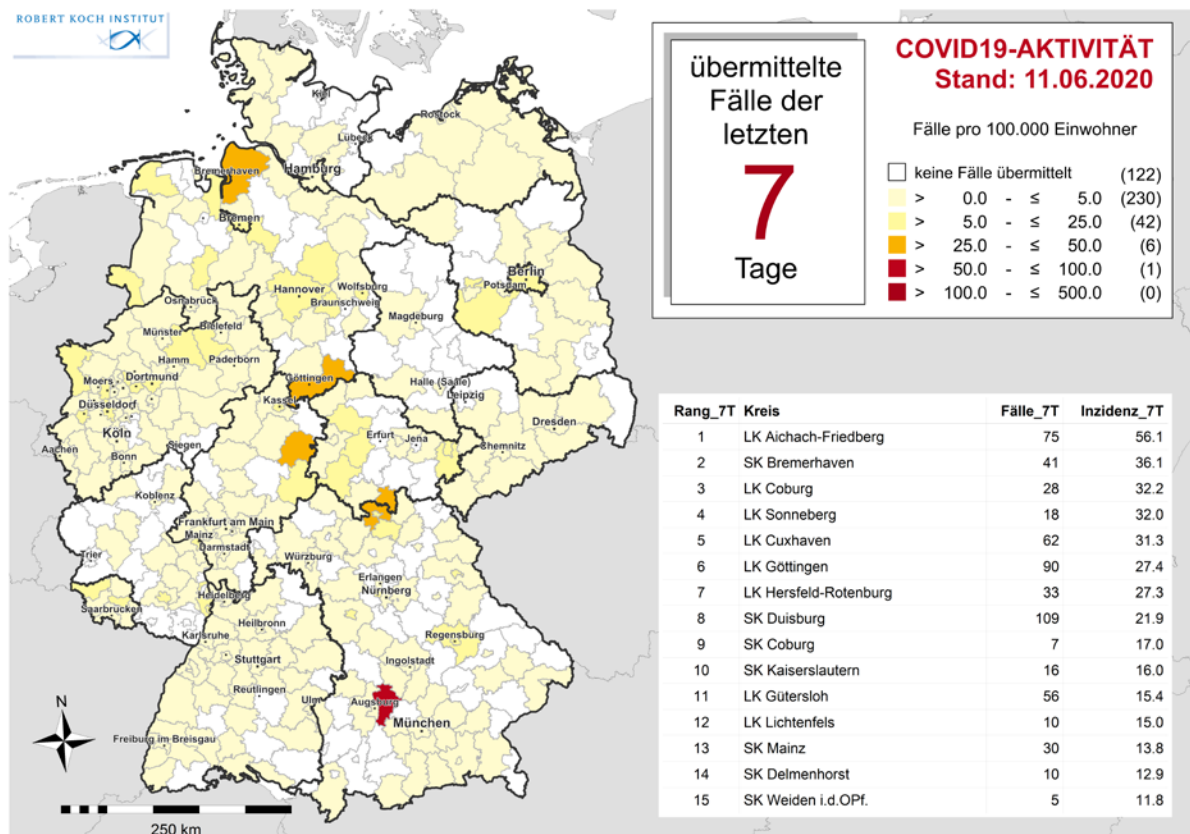 ROBERT KOCH INSTITUT
übermittelte
Fälle der
letzten
7
Tage
COVID19-AKTIVITÄT
Stand: 11.06.2020
Fälle pro 100.000 Einwohner
keine Fälle übermittelt (122)
> 0.0 - ≤ 5.0 (230)
> 5.0 - ≤ 25.0 (42)
> 25.0 - ≤ 50.0 (6)
> 50.0 - ≤ 100.0 (1)
> 100.0 - ≤ 500.0 (0)
Kiel
Rostock
Lübeck
Hamburg
Bremerhaven
Bremen
Berlin
Potsdam
Hannover
Wolfsburg
Braunschweig
Osnabrück
Magdeburg
Münster
Bielefeld
Hamm
Paderborn
Moers
Dortmund
Göttingen
Halle (Saale)
Leipzig
Kassel
Düsseldorf
Köln
Erfurt
Jena
Dresden
Chemnitz
Aachen
Bonn
Siegen
Koblenz
Frankfurt am Main
Mainz
Darmstadt
Trier
Würzburg
Erlangen
Nürnberg
Heidelberg
Saarbrücken
Karlsruhe
Heilbronn
Regensburg
Stuttgart
Ingolstadt
Reutlingen
Ulm
Augsburg
München
Freiburg im Breisgau
N
250 km
Rang_7T Kreis Fälle_7T Inzidenz_7T
1 LK Aichach-Friedberg 75 56.1
2 SK Bremerhaven 41 36.1
3 LK Coburg 28 32.2
4 LK Sonneberg 18 32.0
5 LK Cuxhaven 62 31.3
6 LK Göttingen 90 27.4
7 LK Hersfeld-Rotenburg 33 27.3
8 SK Duisburg 109 21.9
9 SK Coburg 7 17.0
10 SK Kaiserslautern 16 16.0
11 LK Gütersloh 56 15.4
12 LK Lichtenfels 10 15.0
13 SK Mainz 30 13.8
14 SK Delmenhorst 10 12.9
15 SK Weiden i.d.OPf. 5 11.8